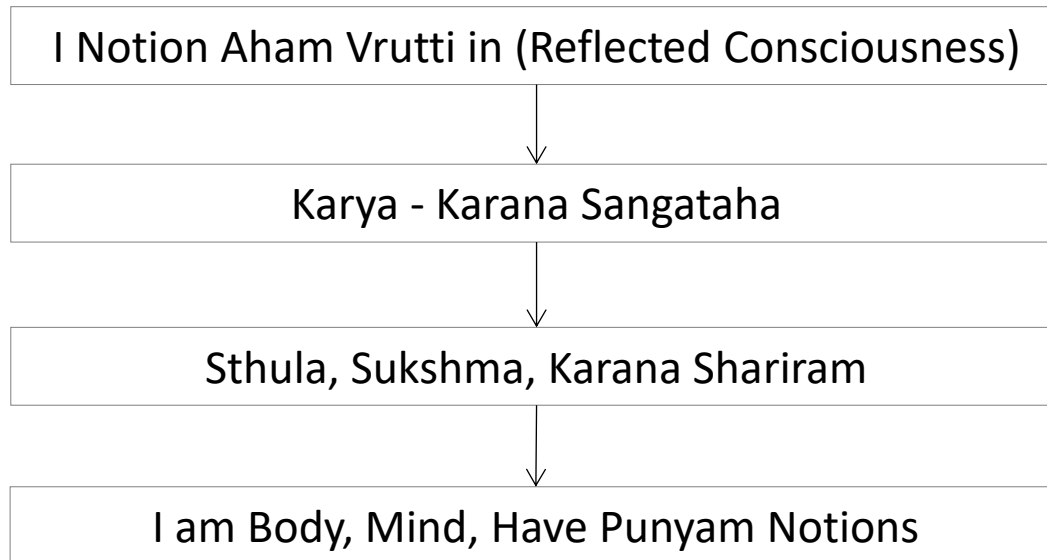 I Notion Aham Vrutti in (Reflected Consciousness)
Karya - Karana Sangataha
Sthula, Sukshma, Karana Shariram
I am Body, Mind, Have Punyam Notions